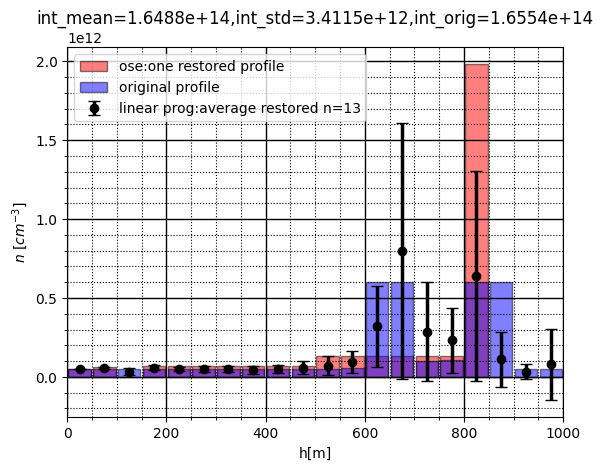 int_mean=1.6488e+14,int_std=3.4115e+12,int_orig=1.6554e+14
1e12
ose:one restored profile
original profile
linear prog:average restored n=13
2.0
1.5
1.0
0.5
0.0
n [cm⁻³]
0 200 400 600 800 1000
h[m]